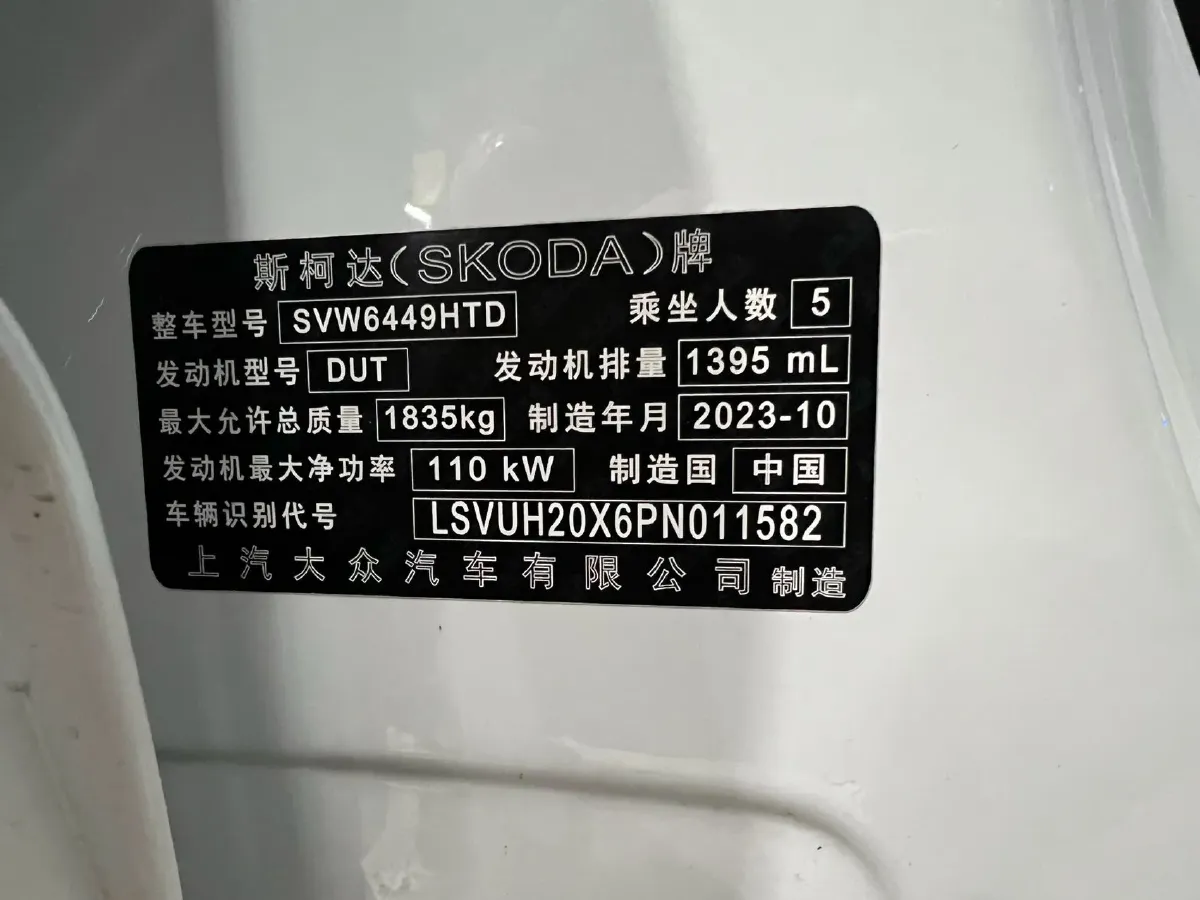 斯柯达(SKODA)牌
整车型号 SVW6449HTD 乘坐人数 5
发动机型号 DUT 发动机排量 1395 mL
最大允许总质量 1835kg 制造年月 2023-10
发动机最大净功率 110 kW 制造国 中国
车辆识别代号 LSVUH20X6PN011582
上汽大众汽车有限公司 制造